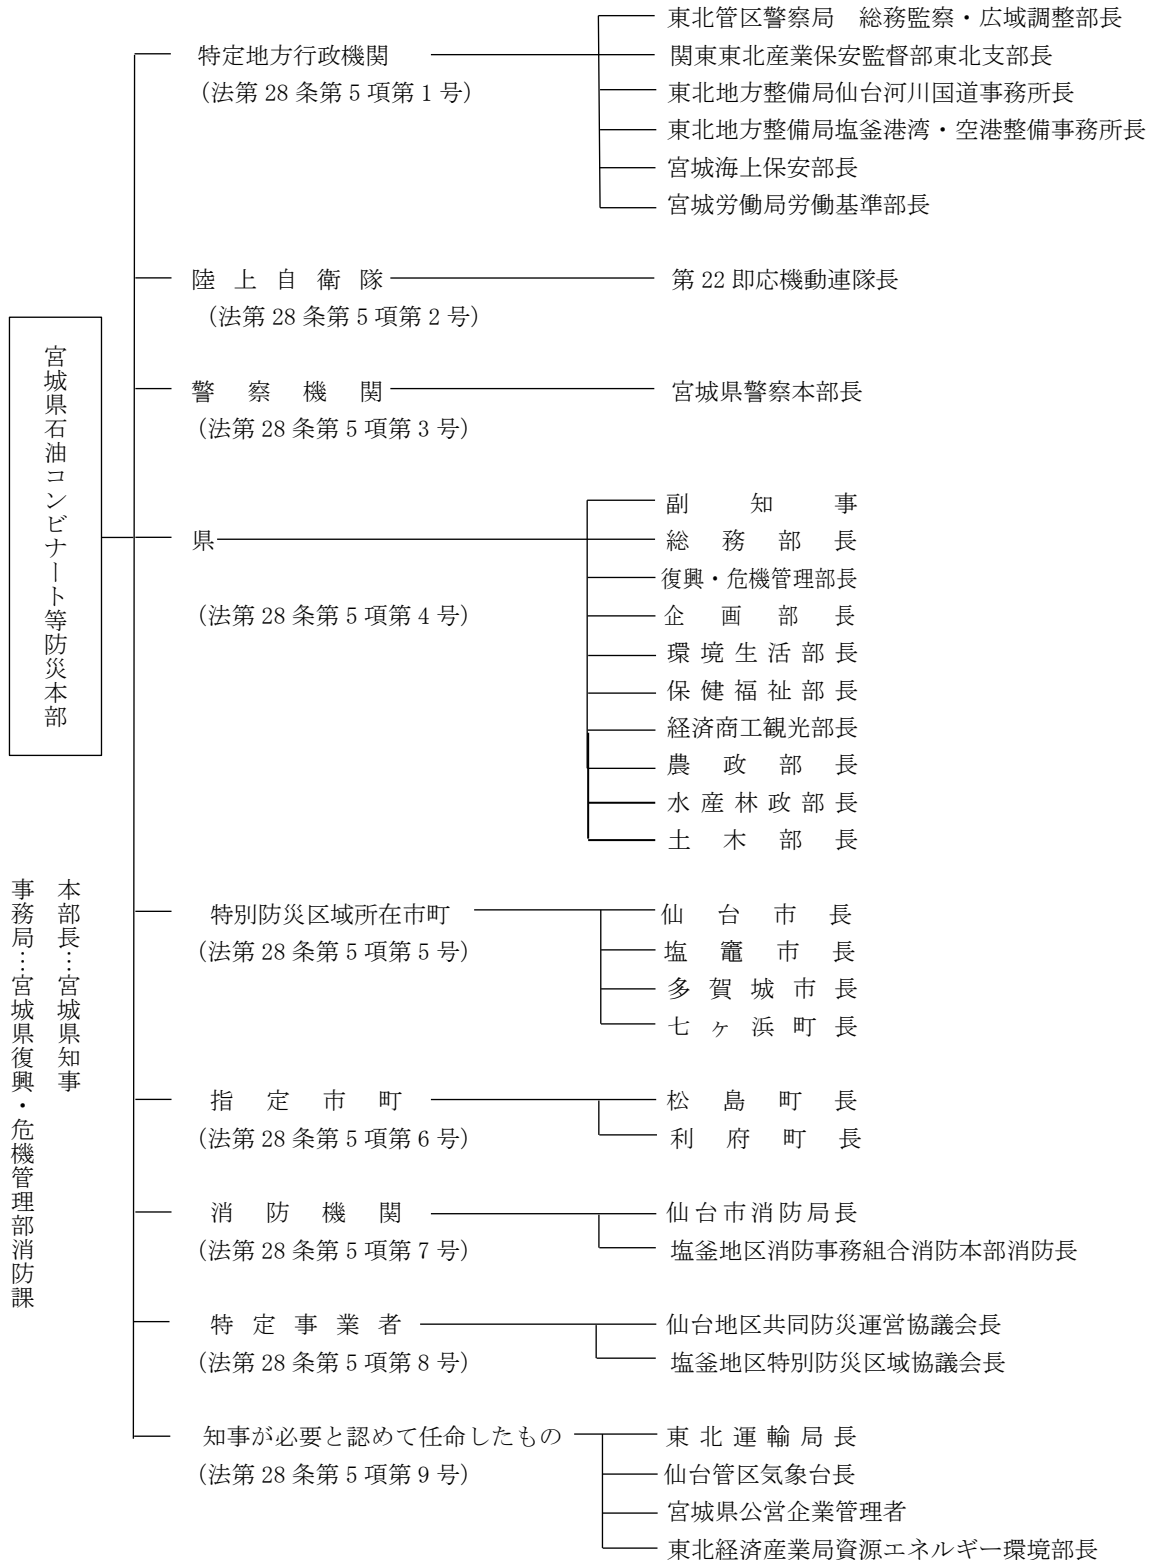 宮城県石油コンビナート等防災本部
本部長…宮城県知事
事務局…宮城県復興・危機管理部消防課
特定地方行政機関
(法第28条第5項第1号)
東北管区警察局　総務監察・広域調整部長
関東東北産業保安監督部東北支部長
東北地方整備局仙台河川国道事務所長
東北地方整備局塩釜港湾・空港整備事務所長
宮城海上保安部長
宮城労働局労働基準部長
陸上自衛隊
(法第28条第5項第2号)
第22即応機動連隊長
警察機関
(法第28条第5項第3号)
宮城県警察本部長
県
(法第28条第5項第4号)
副知事
総務部長
復興・危機管理部長
企画部長
環境生活部長
保健福祉部長
経済商工観光部長
農政部長
水産林政部長
土木部長
特別防災区域所在市町
(法第28条第5項第5号)
仙台市長
塩竈市長
多賀城市長
七ヶ浜町長
指定市町
(法第28条第5項第6号)
松島町長
利府町長
消防機関
(法第28条第5項第7号)
仙台市消防局長
塩釜地区消防事務組合消防本部消防長
特定事業者
(法第28条第5項第8号)
仙台地区共同防災運営協議会長
塩釜地区特別防災区域協議会長
知事が必要と認めて任命したもの
(法第28条第5項第9号)
東北運輸局長
仙台管区気象台長
宮城県公営企業管理者
東北経済産業局資源エネルギー環境部長